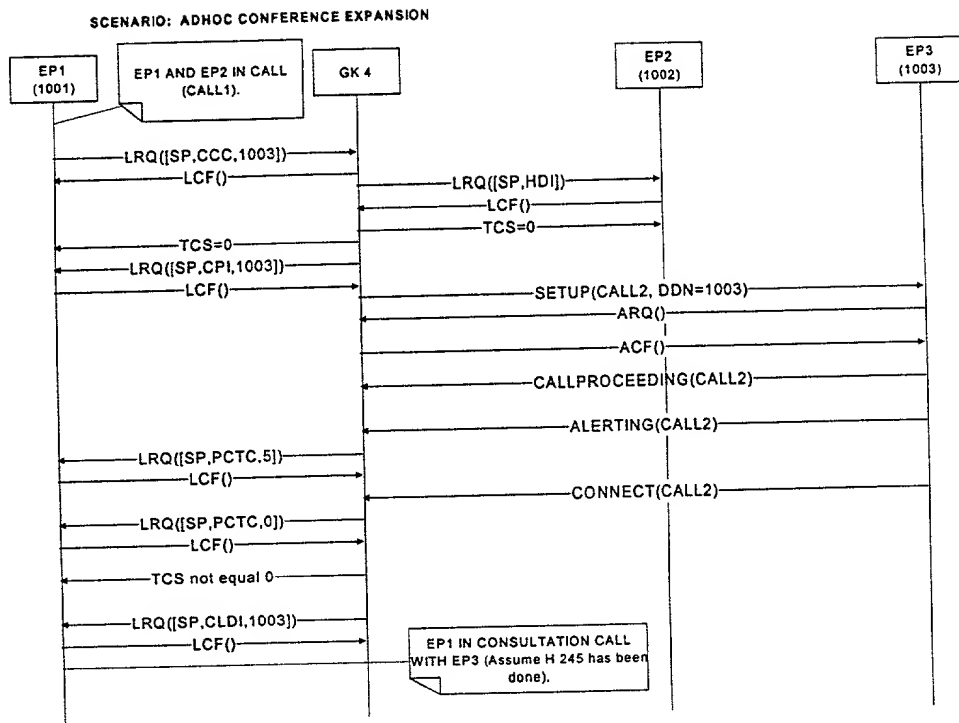 SCENARIO: ADHOC CONFERENCE EXPANSION
EP1
(1001)
EP1 AND EP2 IN CALL
(CALL1).
GK 4
EP2
(1002)
EP3
(1003)
LRQ([SP,CCC,1003])
LCF()
LRQ([SP,HDI])
LCF()
TCS=0
TCS=0
LRQ([SP,CPI,1003])
LCF()
SETUP(CALL2, DDN=1003)
ARQ()
ACF()
CALLPROCEEDING(CALL2)
ALERTING(CALL2)
LRQ([SP,PCTC,5])
LCF()
CONNECT(CALL2)
LRQ([SP,PCTC,0])
LCF()
TCS not equal 0
LRQ([SP,CLDI,1003])
LCF()
EP1 IN CONSULTATION CALL
WITH EP3 (Assume H 245 has been
done).